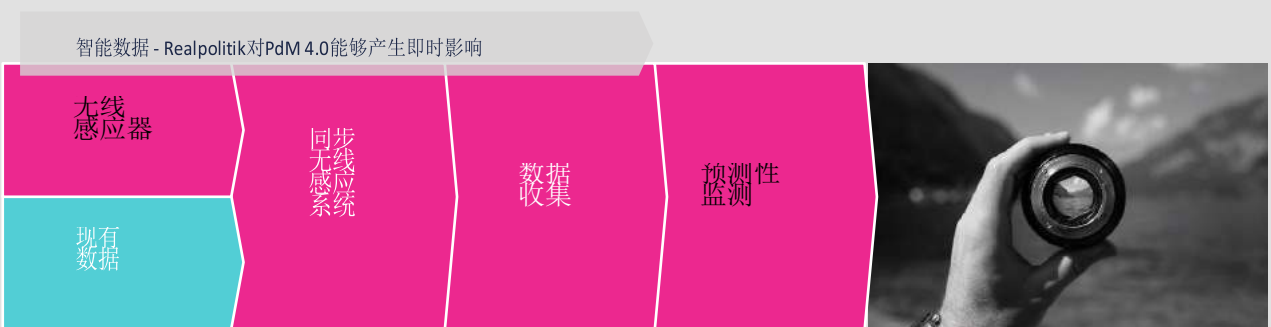 智能数据 - Realpolitik对PdM 4.0能够产生即时影响
无线
感应器
现有
数据
同步
无线
感应
系统
数据
收集
预测性
监测